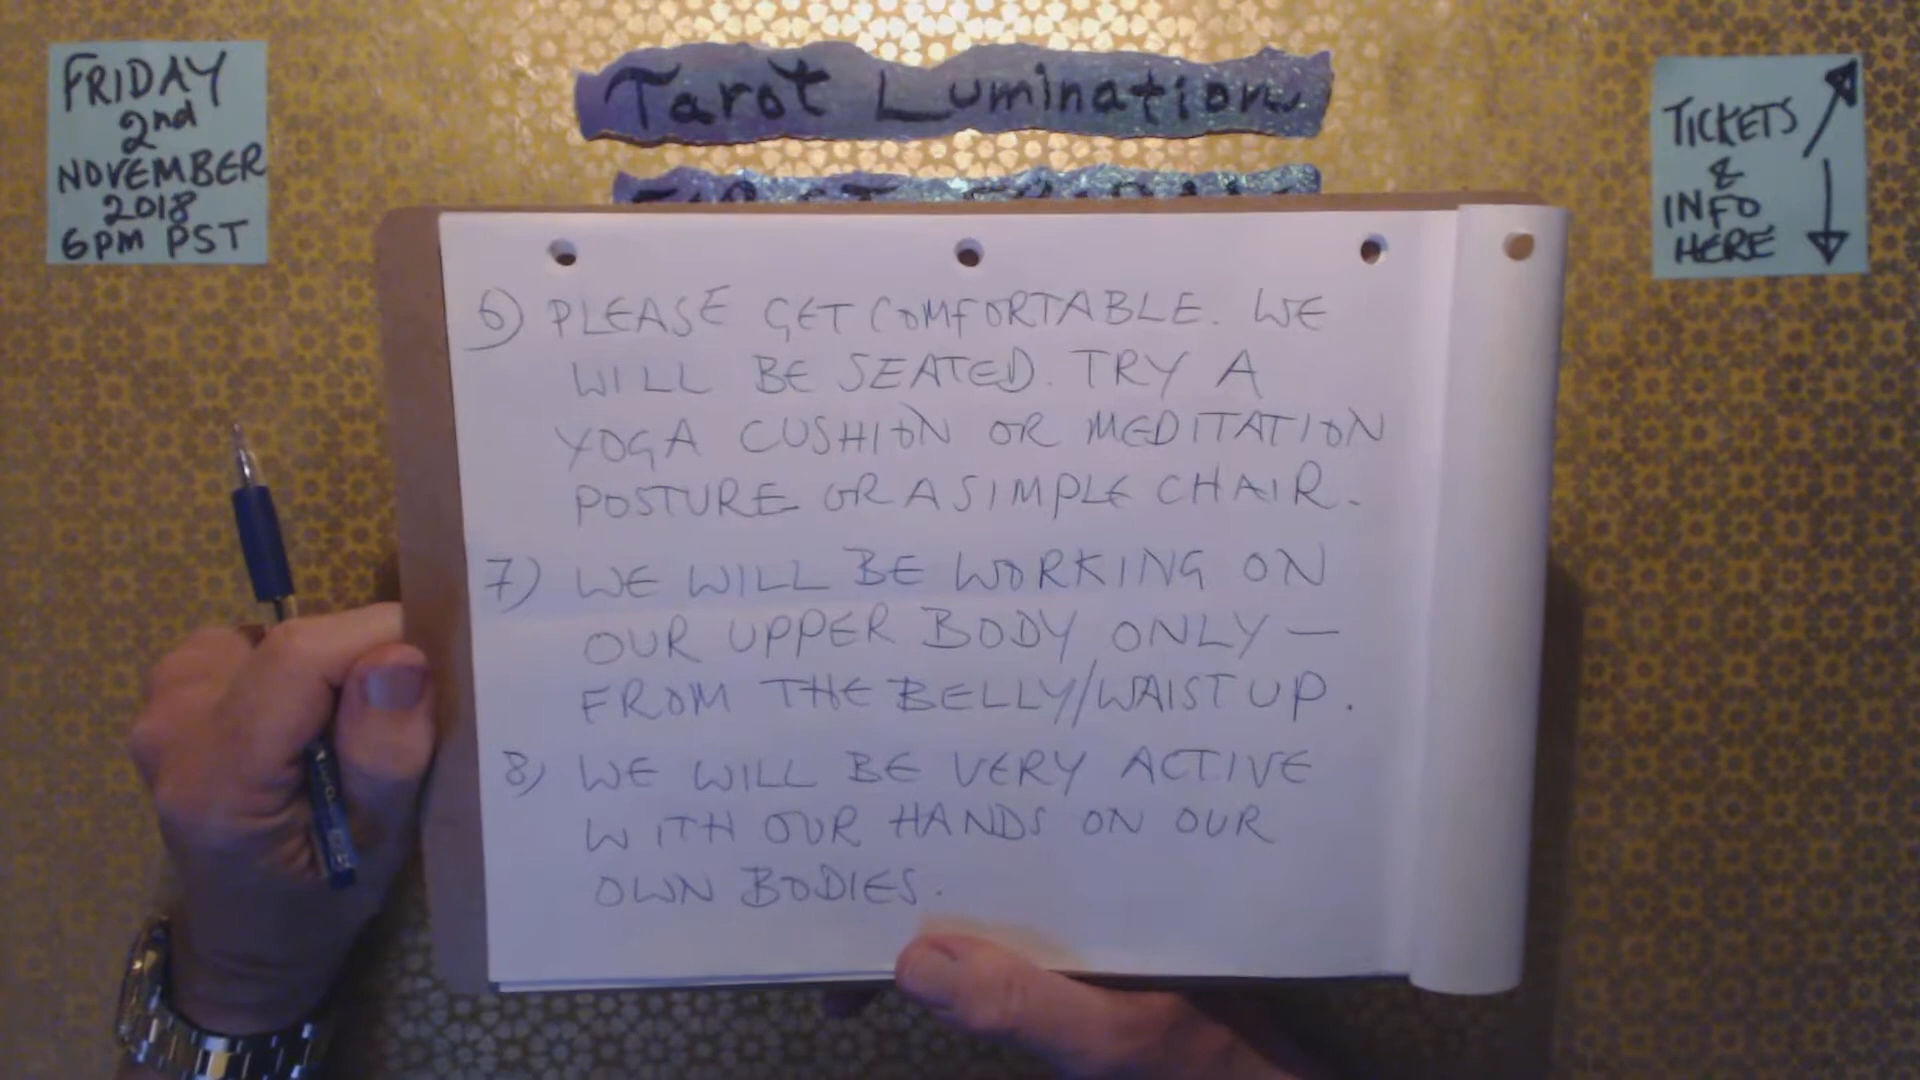 FRIDAY
2nd
NOVEMBER
2018
6PM PST
Tarot Lumination
TICKETS
&
INFO
HERE
6) PLEASE GET COMFORTABLE. WE
WILL BE SEATED. TRY A
YOGA CUSHION OR MEDITATION
POSTURE OR A SIMPLE CHAIR.
7) WE WILL BE WORKING ON
OUR UPPER BODY ONLY —
FROM THE BELLY/WAIST UP.
8) WE WILL BE VERY ACTIVE
WITH OUR HANDS ON OUR
OWN BODIES.